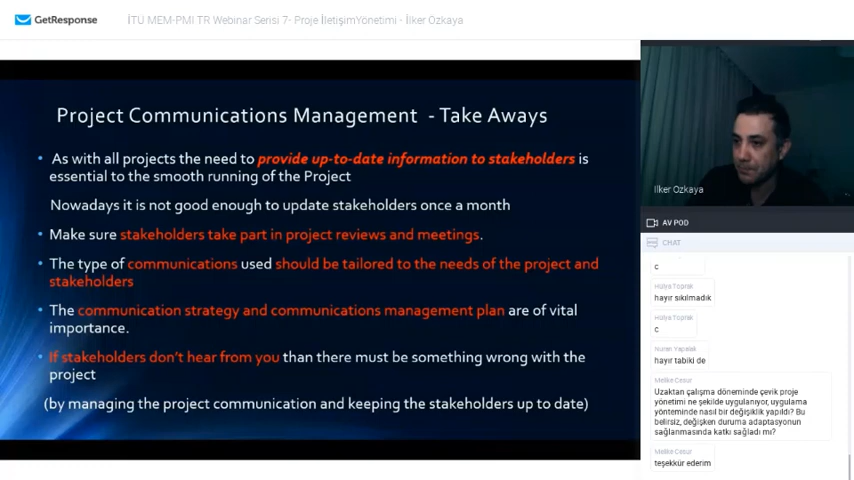 GetResponse
İTÜ MEM-PMI TR Webinar Serisi 7- Proje İletişimYönetimi - İlker Ozkaya
Project Communications Management - Take Aways
• As with all projects the need to provide up-to-date information to stakeholders is
essential to the smooth running of the Project
Nowadays it is not good enough to update stakeholders once a month
• Make sure stakeholders take part in project reviews and meetings.
• The type of communications used should be tailored to the needs of the project and
stakeholders
• The communication strategy and communications management plan are of vital
importance.
• If stakeholders don't hear from you than there must be something wrong with the
project
(by managing the project communication and keeping the stakeholders up to date)
Ilker Ozkaya
AV POD
CHAT
c
Hülya Toprak
hayır sıkılmadık
Hülya Toprak
c
Nuren Yapalak
hayır tabiki de
Melike Cesur
Uzaktan çalışma döneminde çevik proje
yönetimi ne şekilde uygulanıyor, uygulama
yönteminde nasıl bir değişiklik yapıldı? Bu
belirsiz, değişken duruma adaptasyonun
sağlanmasında katkı sağladı mı?
Melike Cesur
teşekkür ederim